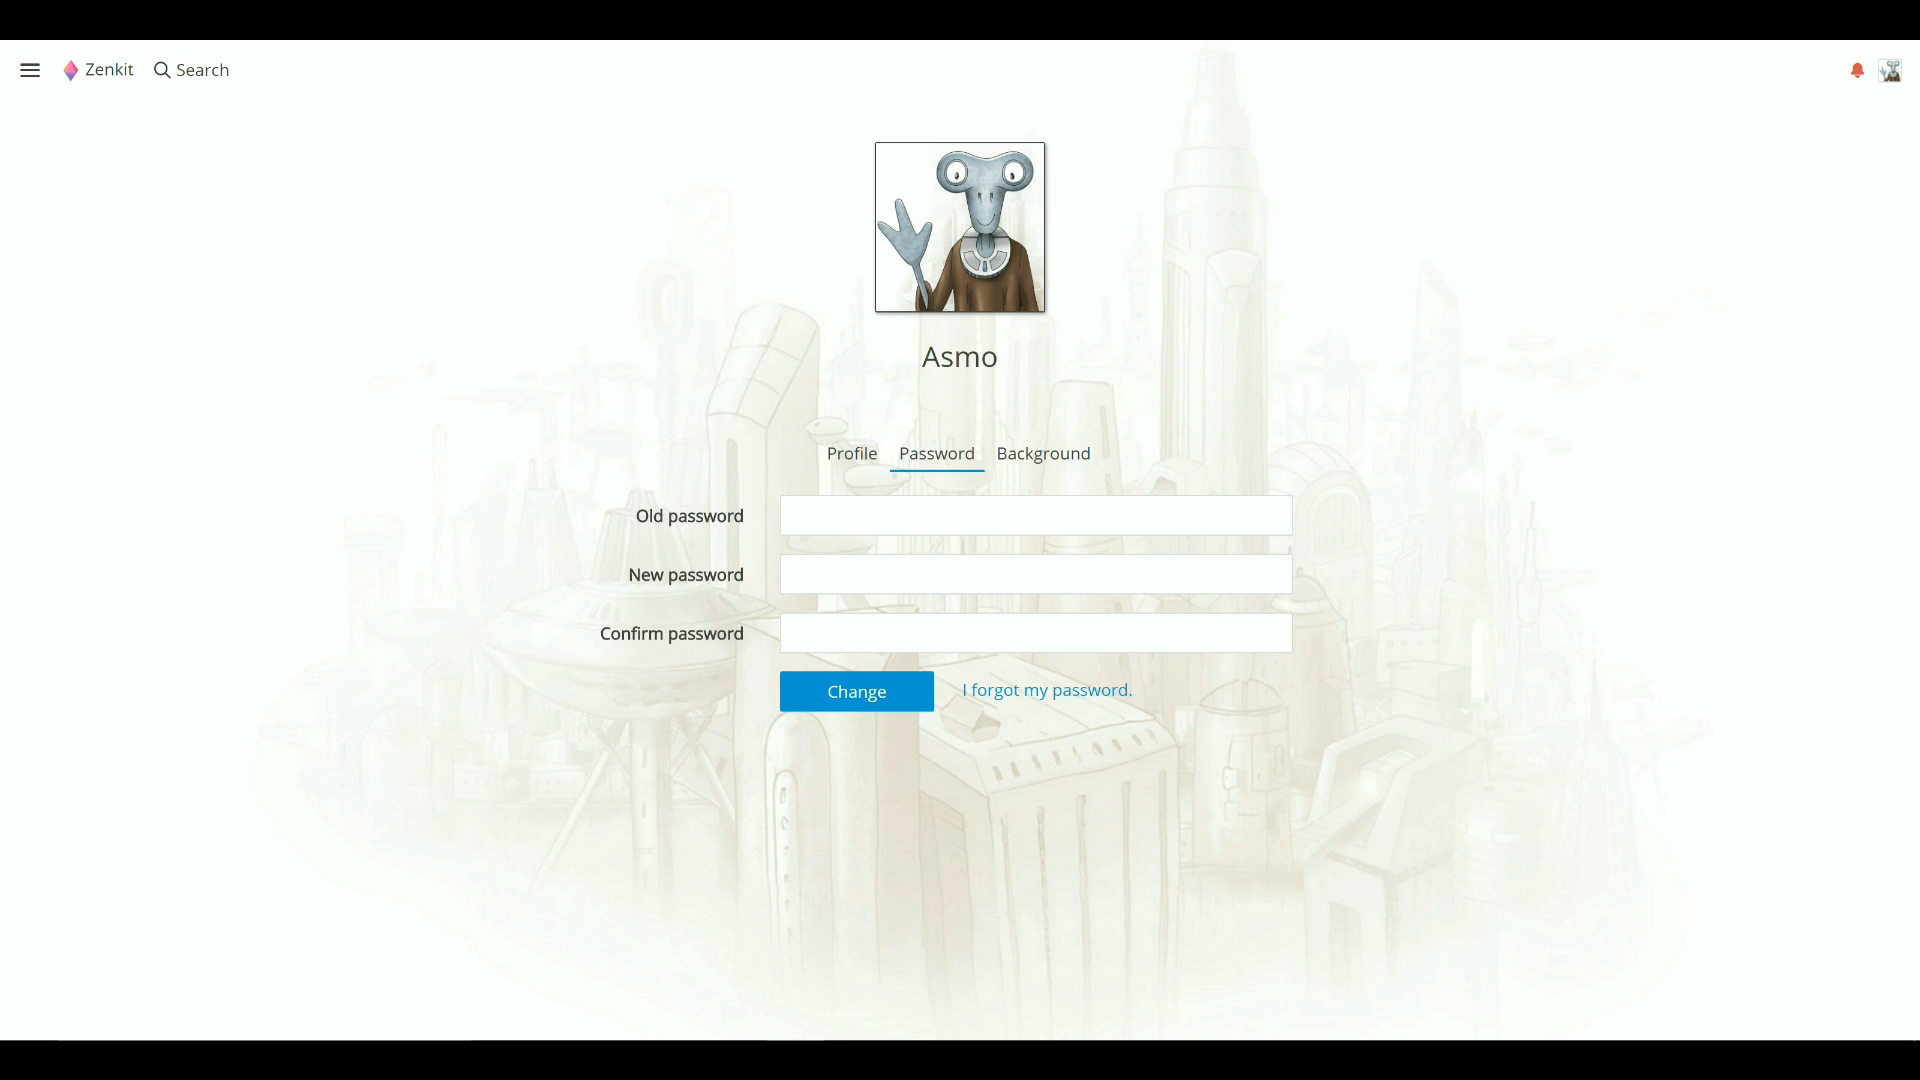 Zenkit Search
Asmo
Profile Password Background
Old password
New password
Confirm password
Change I forgot my password.